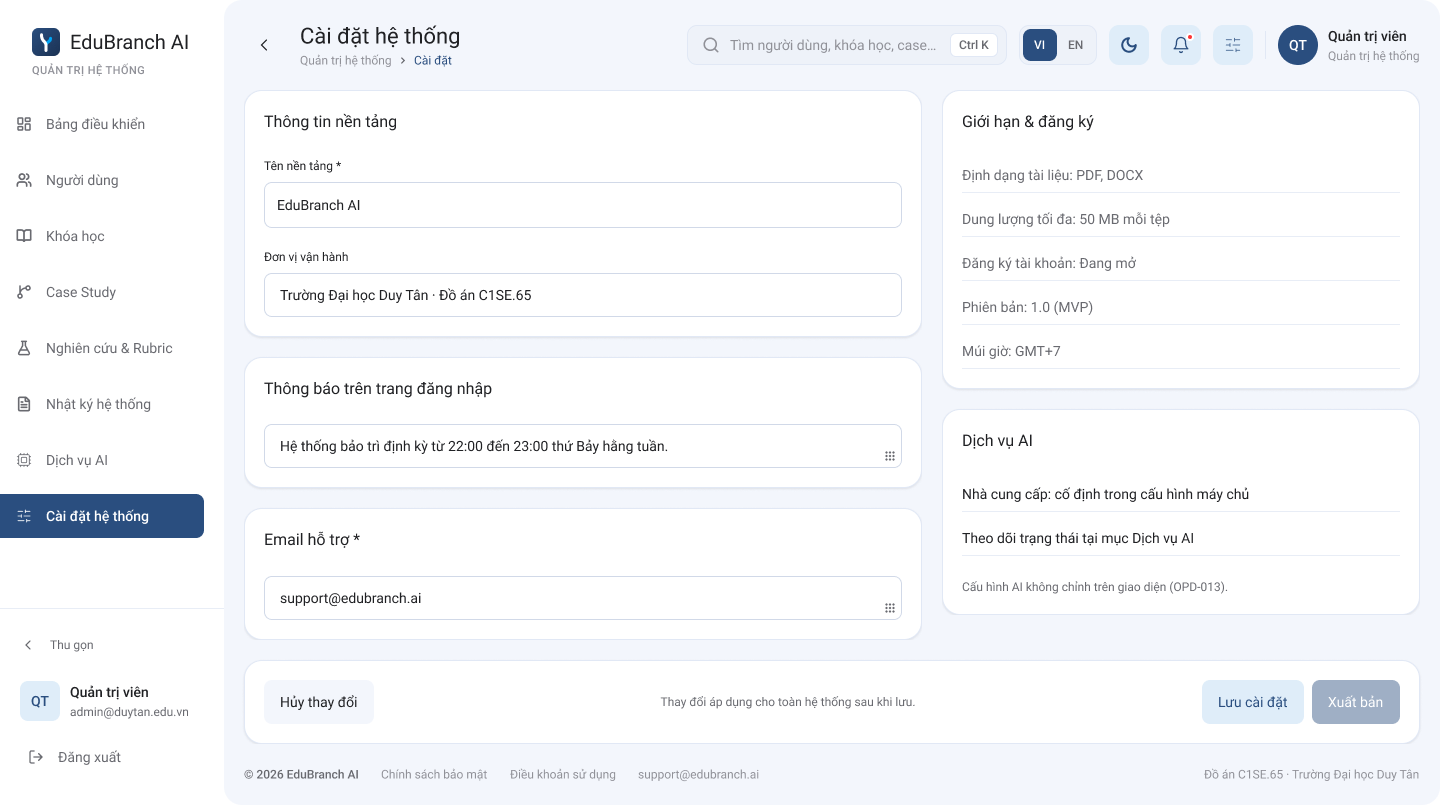 EduBranch AI
QUẢN TRỊ HỆ THỐNG
Bảng điều khiển
Người dùng
Khóa học
Case Study
Nghiên cứu & Rubric
Nhật ký hệ thống
Dịch vụ AI
Cài đặt hệ thống
Thu gọn
QT
Quản trị viên
admin@duytan.edu.vn
Đăng xuất
Cài đặt hệ thống
Quản trị hệ thống > Cài đặt
Tìm người dùng, khóa học, case...
Ctrl K
VI
EN
QT
Quản trị viên
Quản trị hệ thống
Thông tin nền tảng
Tên nền tảng *
EduBranch AI
Đơn vị vận hành
Trường Đại học Duy Tân · Đồ án C1SE.65
Thông báo trên trang đăng nhập
Hệ thống bảo trì định kỳ từ 22:00 đến 23:00 thứ Bảy hằng tuần.
Email hỗ trợ *
support@edubranch.ai
Giới hạn & đăng ký
Định dạng tài liệu: PDF, DOCX
Dung lượng tối đa: 50 MB mỗi tệp
Đăng ký tài khoản: Đang mở
Phiên bản: 1.0 (MVP)
Múi giờ: GMT+7
Dịch vụ AI
Nhà cung cấp: cố định trong cấu hình máy chủ
Theo dõi trạng thái tại mục Dịch vụ AI
Cấu hình AI không chỉnh trên giao diện (OPD-013).
Hủy thay đổi
Thay đổi áp dụng cho toàn hệ thống sau khi lưu.
Lưu cài đặt
Xuất bản
© 2026 EduBranch AI
Chính sách bảo mật
Điều khoản sử dụng
support@edubranch.ai
Đồ án C1SE.65 · Trường Đại học Duy Tân